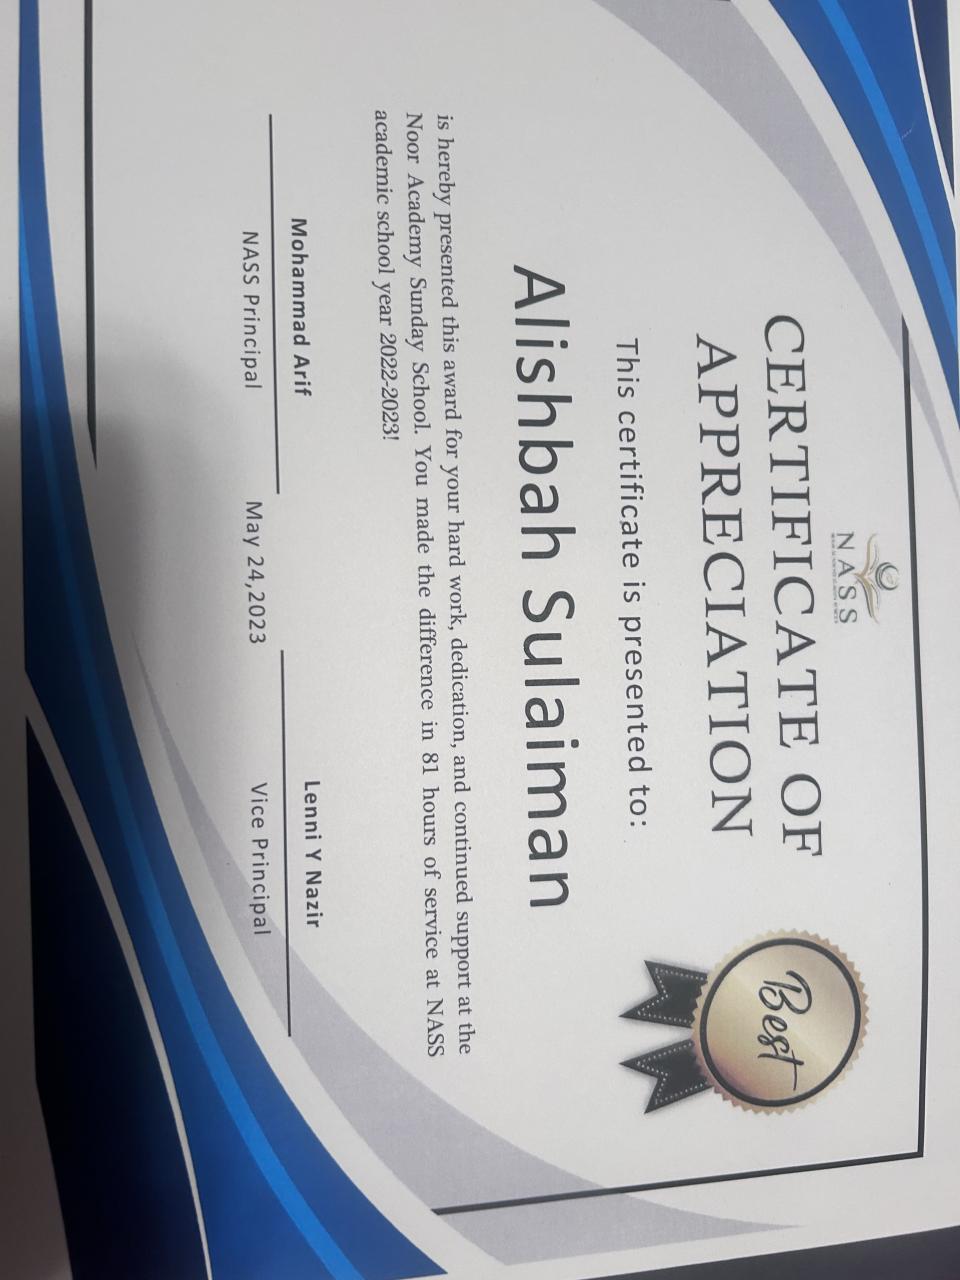 NASS
CERTIFICATE OF
APPRECIATION
Best
This certificate is presented to:
Alishbah Sulaiman
is hereby presented this award for your hard work, dedication, and continued support at the
Noor Academy Sunday School. You made the difference in 81 hours of service at NASS
academic school year 2022-2023!
Mohammad Arif
Lenni Y Nazir
NASS Principal
May 24,2023
Vice Principal